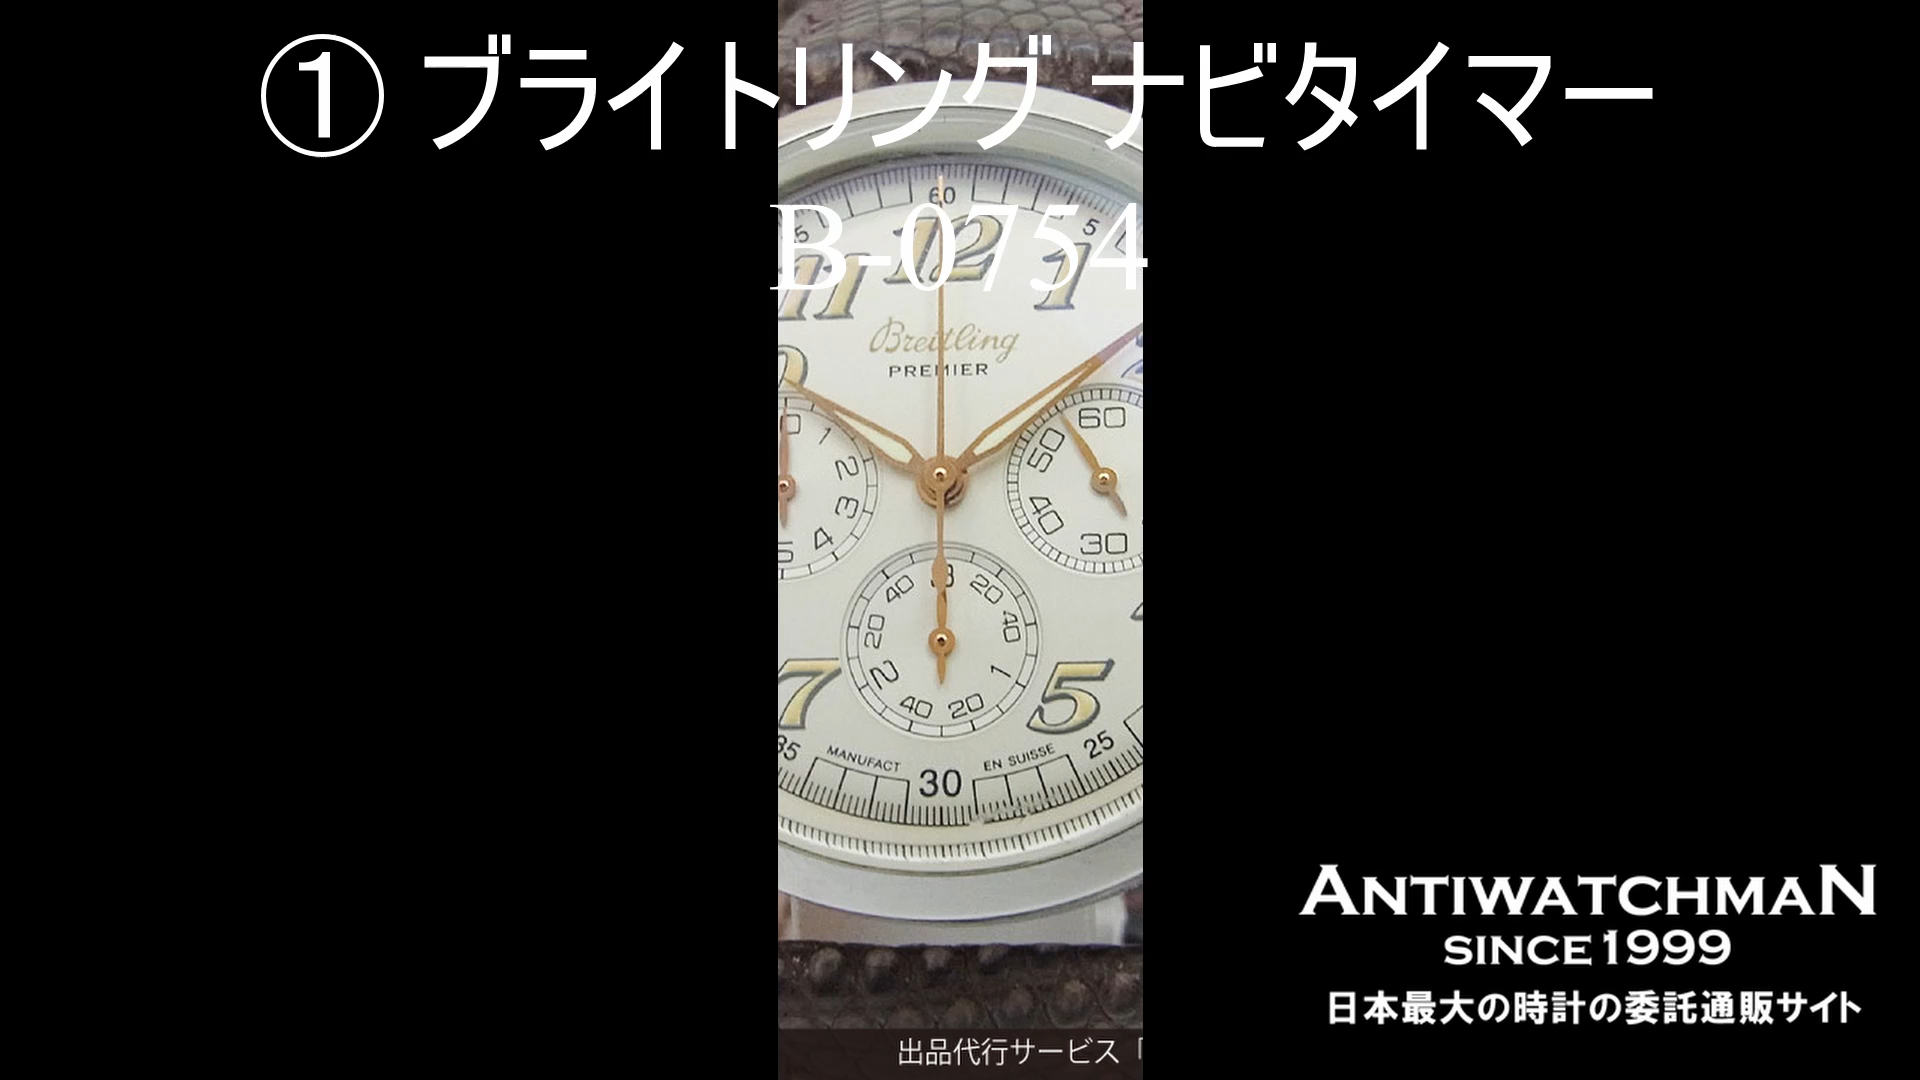 ① ブライトリング ナビタイマー
B-0754
60
5
11 12 1
Breitling
PREMIER
1 2 3 4
60 50 40 30
40 3 20
20 40
2 1
40 20
7 5
35 MANUFACT 30 EN SUISSE 25
ANTIWATCHMAN
SINCE 1999
日本最大の時計の委託通販サイト
出品代行サービス「